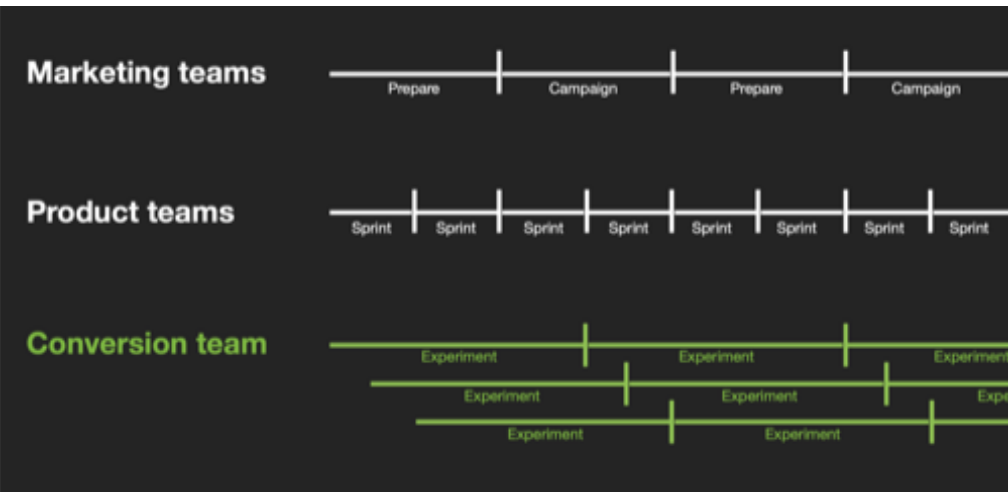 Marketing teams
Prepare Campaign Prepare Campaign
Product teams
Sprint Sprint Sprint Sprint Sprint Sprint Sprint Sprint
Conversion team
Experiment Experiment Experiment
Experiment Experiment Expe
Experiment Experiment